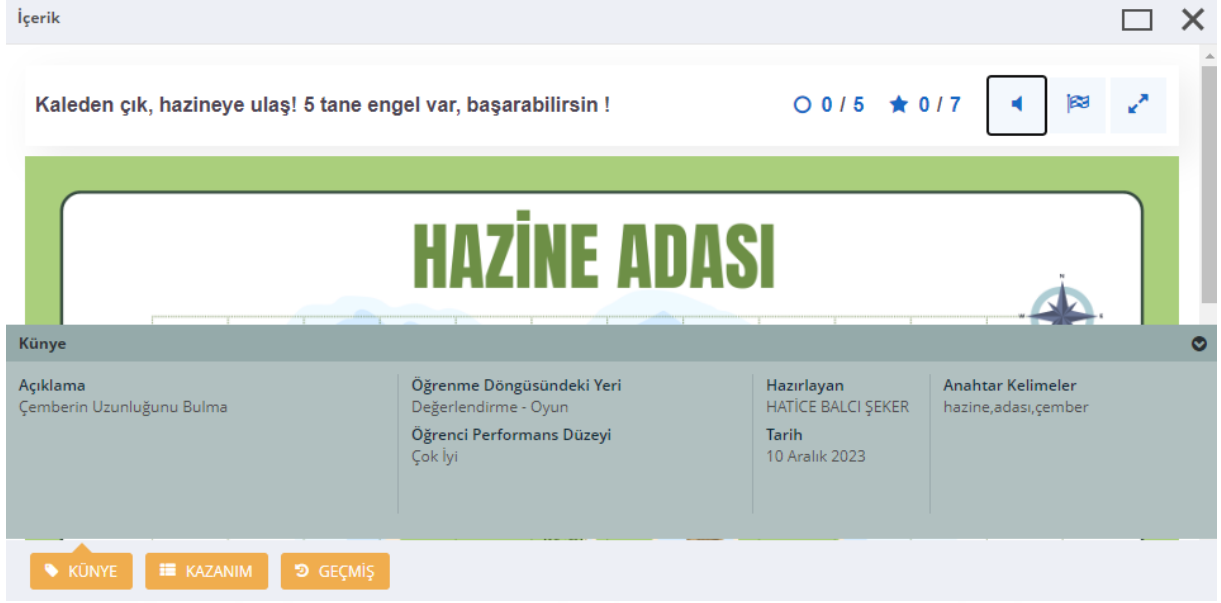 İçerik
Kaleden çık, hazineye ulaş! 5 tane engel var, başarabilirsin !
0 / 5
0 / 7
HAZİNE ADASI
N
W
E
Künye
Açıklama
Çemberin Uzunluğunu Bulma
Öğrenme Döngüsündeki Yeri
Değerlendirme - Oyun
Öğrenci Performans Düzeyi
Çok İyi
Hazırlayan
HATİCE BALCI ŞEKER
Tarih
10 Aralık 2023
Anahtar Kelimeler
hazine,adası,çember
KÜNYE
KAZANIM
GEÇMİŞ